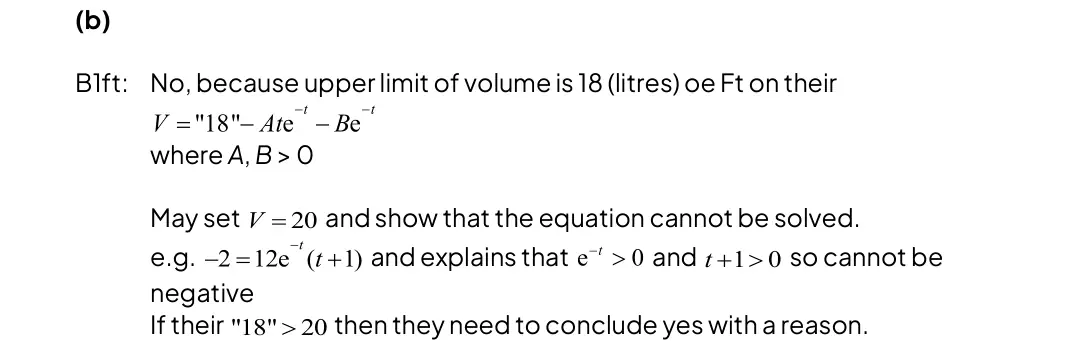 (b)
B1ft: No, because upper limit of volume is 18 (litres) oe Ft on their
V = "18"– Ate⁻ᵗ – Be⁻ᵗ
where A, B > 0
May set V = 20 and show that the equation cannot be solved.
e.g. –2 = 12e⁻ᵗ(t+1) and explains that e⁻ᵗ > 0 and t+1 > 0 so cannot be
negative
If their "18" > 20 then they need to conclude yes with a reason.